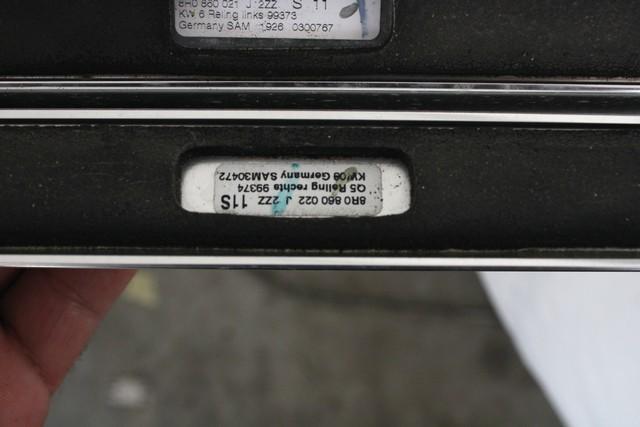 8R0 860 021 J 2ZZ S 11
KW 6 Reling links 99373
Germany SAM 1926 0300767
8R0 860 022 J 2ZZ 11S
Q5 Reling rechts 99374
KW08 Germany SAM30472